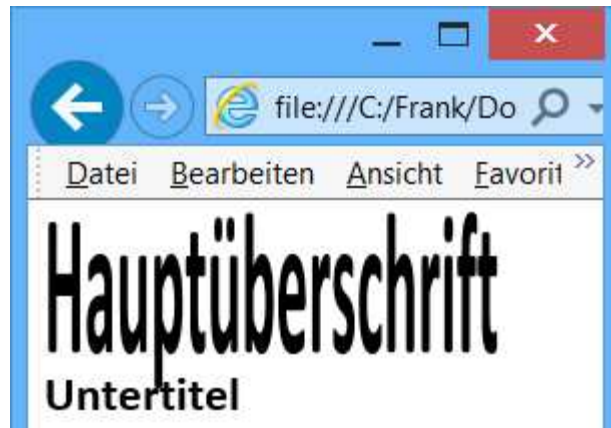 file:///C:/Frank/Do
Datei Bearbeiten Ansicht Favorit
Hauptüberschrift
Untertitel